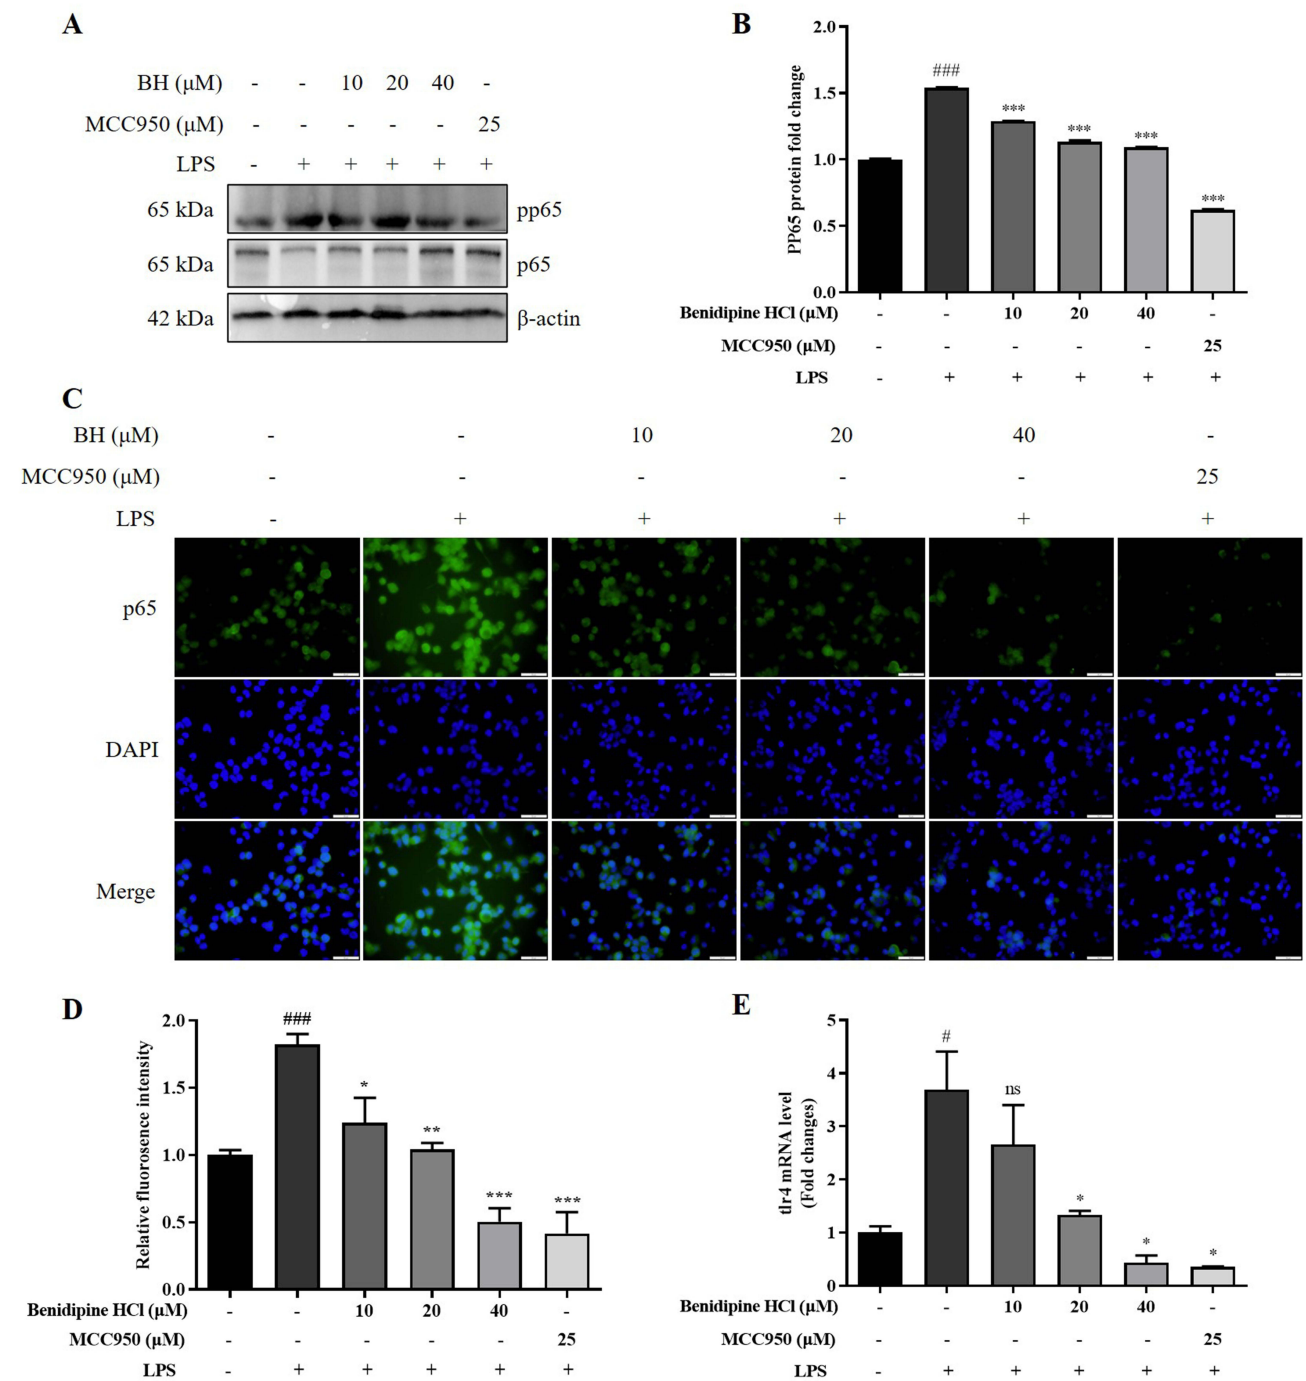 A
BH (μM) - - 10 20 40 -
MCC950 (μM) - - - - - 25
LPS - + + + + +
65 kDa pp65
65 kDa p65
42 kDa β-actin
B
PP65 protein fold change
2.0
1.5
1.0
0.5
0.0
###
***
***
***
***
Benidipine HCl (μM) - - 10 20 40 -
MCC950 (μM) - - - - - 25
LPS - + + + + +
C
BH (μM) - - 10 20 40 -
MCC950 (μM) - - - - - 25
LPS - + + + + +
p65
DAPI
Merge
D
Relative fluorosence intensity
2.0
1.5
1.0
0.5
0.0
###
*
**
***
***
Benidipine HCl (μM) - - 10 20 40 -
MCC950 (μM) - - - - - 25
LPS - + + + + +
E
tlr4 mRNA level
(Fold changes)
5
4
3
2
1
0
#
ns
*
*
*
Benidipine HCl (μM) - - 10 20 40 -
MCC950 (μM) - - - - - 25
LPS - + + + + +